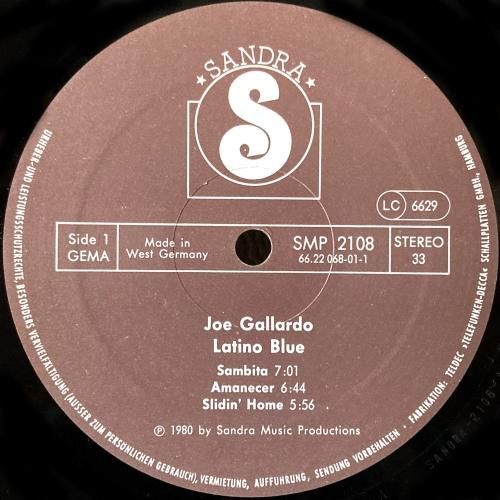 ★SANDRA★
S
LC 6629
Side 1
GEMA
Made in
West Germany
SMP 2108
66.22 068-01-1
STEREO
33
Joe Gallardo
Latino Blue
Sambita 7:01
Amanecer 6:44
Slidin' Home 5:56
℗ 1980 by Sandra Music Productions
URHEBER- UND LEISTUNGSSCHUTZRECHTE, BESONDERS VERVIELFÄLTIGUNG (AUSSER ZUM PERSÖNLICHEN GEBRAUCH), VERMIETUNG, AUFFÜHRUNG, SENDUNG VORBEHALTEN · FABRIKATION: TELDEC »TELEFUNKEN-DECCA« SCHALLPLATTEN GMBH., HAMBURG